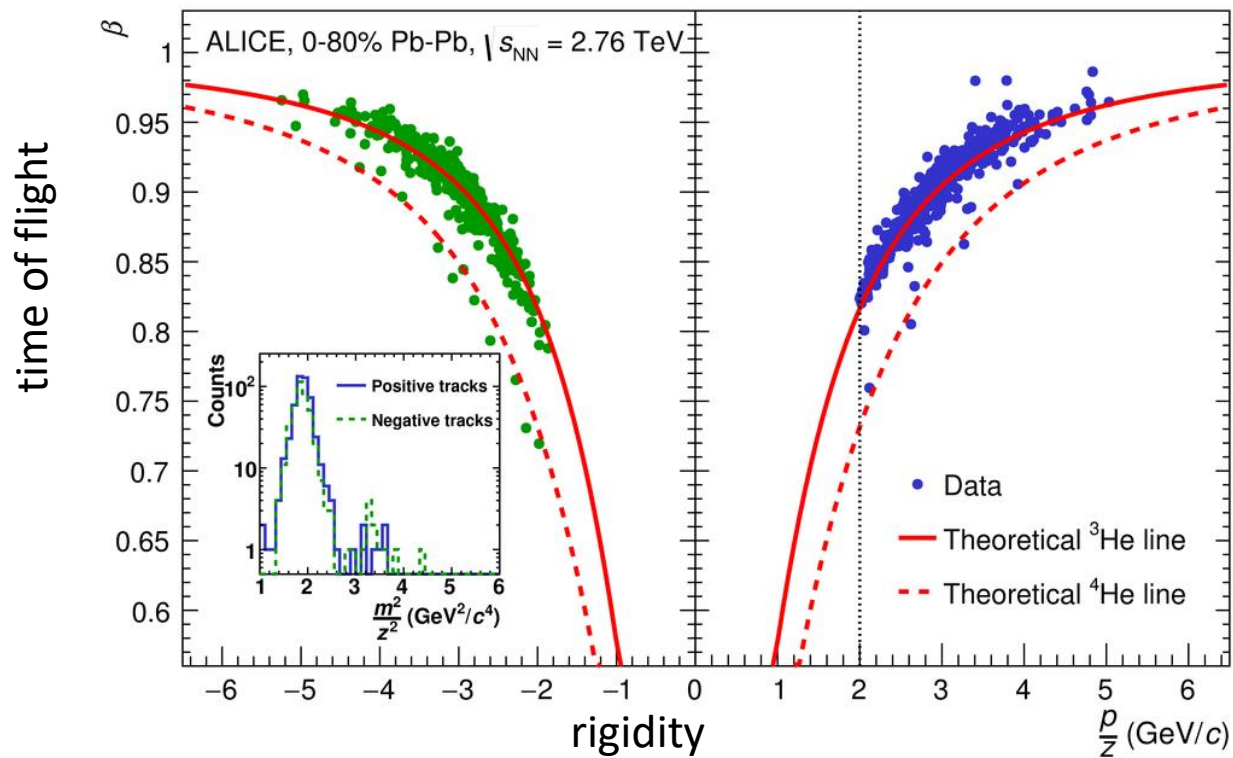 β
ALICE, 0-80% Pb-Pb, √sNN = 2.76 TeV
time of flight
1
0.95
0.9
0.85
0.8
0.75
0.7
0.65
0.6
Counts
10²
10
1
Positive tracks
Negative tracks
1 2 3 4 5 6
m²/z² (GeV²/c⁴)
Data
Theoretical ³He line
Theoretical ⁴He line
−6 −5 −4 −3 −2 −1 0 1 2 3 4 5 6
rigidity
p/z (GeV/c)